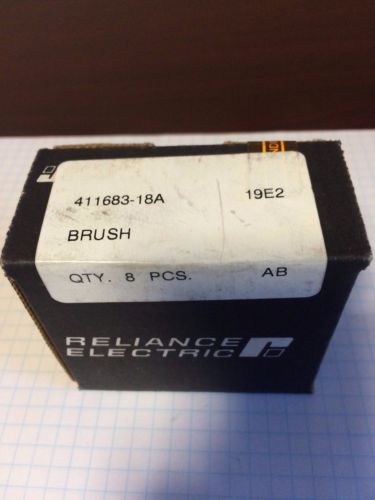 411683-18A 19E2
BRUSH
QTY. 8 PCS. AB
RELIANCE
ELECTRIC